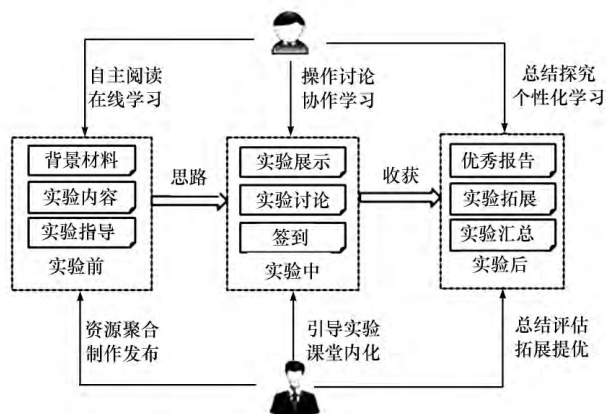 自主阅读
在线学习
操作讨论
协作学习
总结探究
个性化学习
背景材料
实验内容
实验指导
实验前
思路
实验展示
实验讨论
签到
实验中
收获
优秀报告
实验拓展
实验汇总
实验后
资源聚合
制作发布
引导实验
课堂内化
总结评估
拓展提优